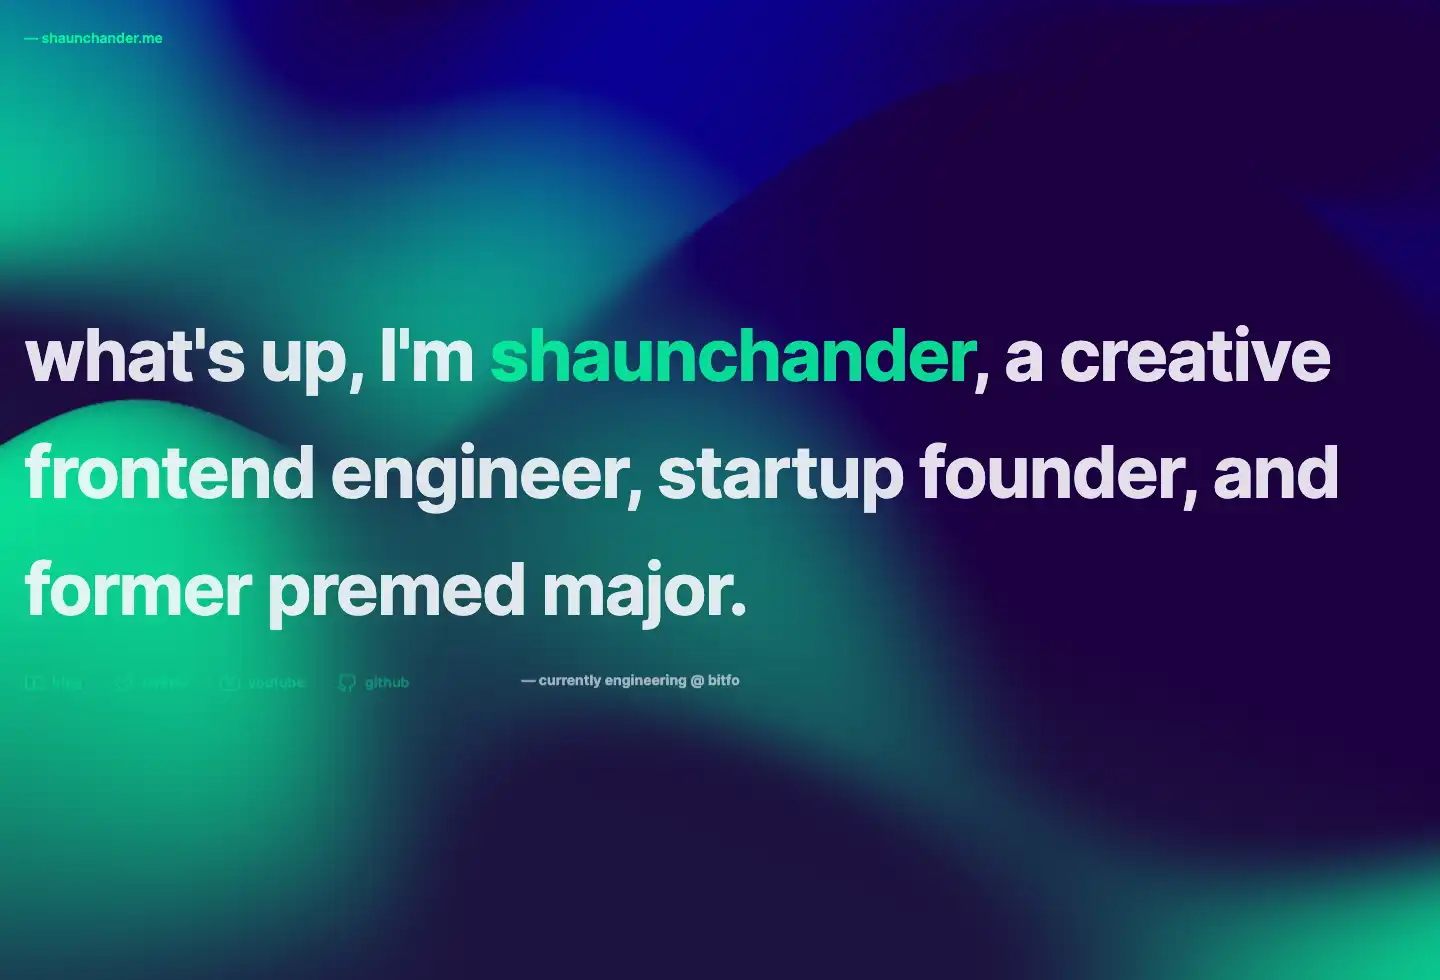 — shaunchander.me
what's up, I'm shaunchander, a creative
frontend engineer, startup founder, and
former premed major.
blog youtube github — currently engineering @ bitfo